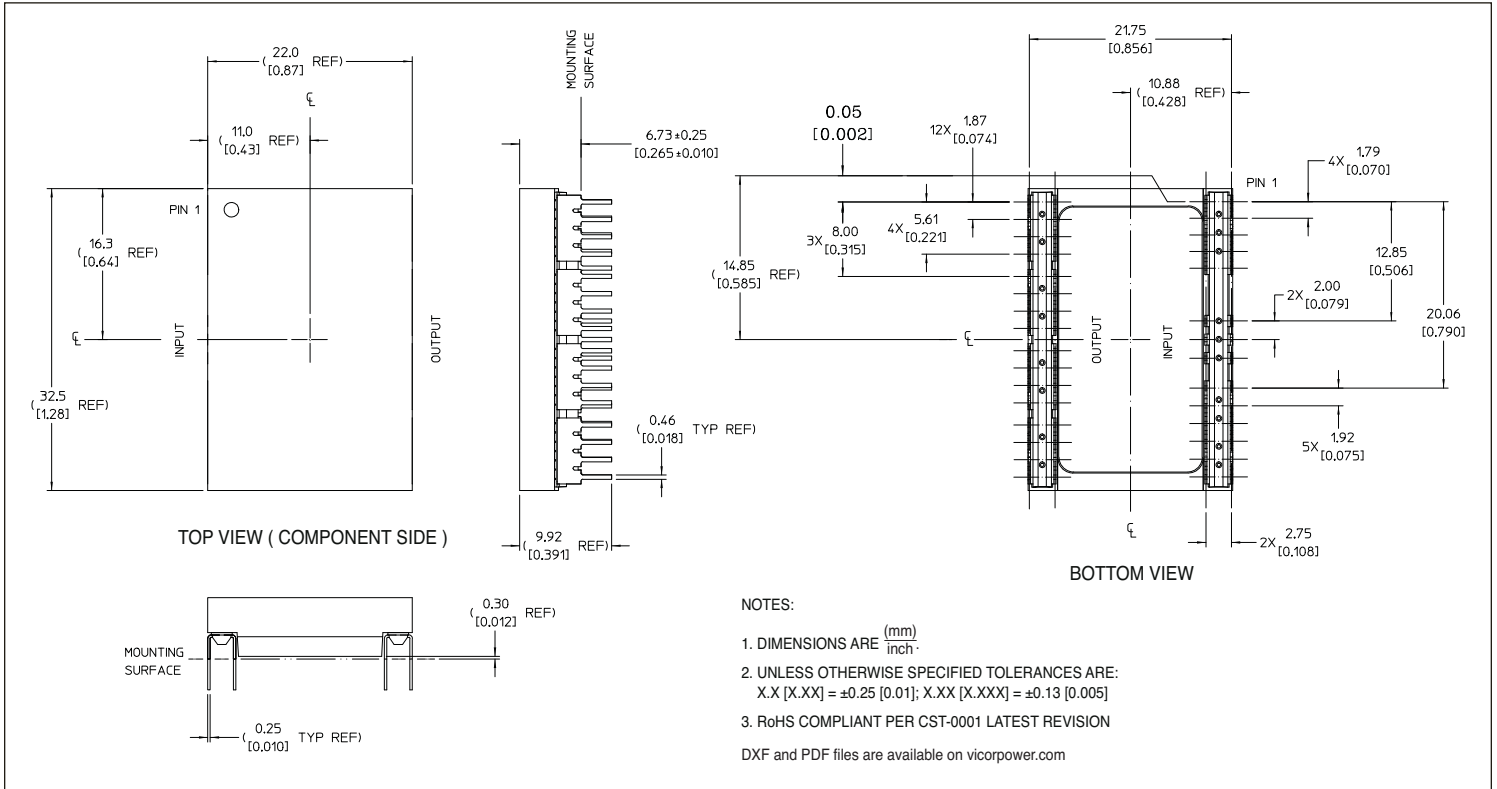 ( 22.0 REF)
[0.87]
℄
( 11.0 REF)
[0.43]
PIN 1
( 16.3 REF)
[0.64]
℄
INPUT
OUTPUT
( 32.5 REF)
[1.28]
TOP VIEW ( COMPONENT SIDE )
MOUNTING
SURFACE
6.73 ±0.25
[0.265 ±0.010]
( 0.46 TYP REF)
[0.018]
( 9.92 REF)
[0.391]
21.75
[0.856]
( 10.88 REF)
[0.428]
0.05
[0.002]
12X 1.87
[0.074]
4X 1.79
[0.070]
PIN 1
4X 5.61
[0.221]
3X 8.00
[0.315]
( 14.85 REF)
[0.585]
12.85
[0.506]
2X 2.00
[0.079]
20.06
[0.790]
℄
OUTPUT
INPUT
5X 1.92
[0.075]
℄
2X 2.75
[0.108]
BOTTOM VIEW
( 0.30 REF)
[0.012]
MOUNTING
SURFACE
( 0.25 TYP REF)
[0.010]
NOTES:
1. DIMENSIONS ARE (mm)
inch.
2. UNLESS OTHERWISE SPECIFIED TOLERANCES ARE:
X.X [X.XX] = ±0.25 [0.01]; X.XX [X.XXX] = ±0.13 [0.005]
3. RoHS COMPLIANT PER CST-0001 LATEST REVISION
DXF and PDF files are available on vicorpower.com